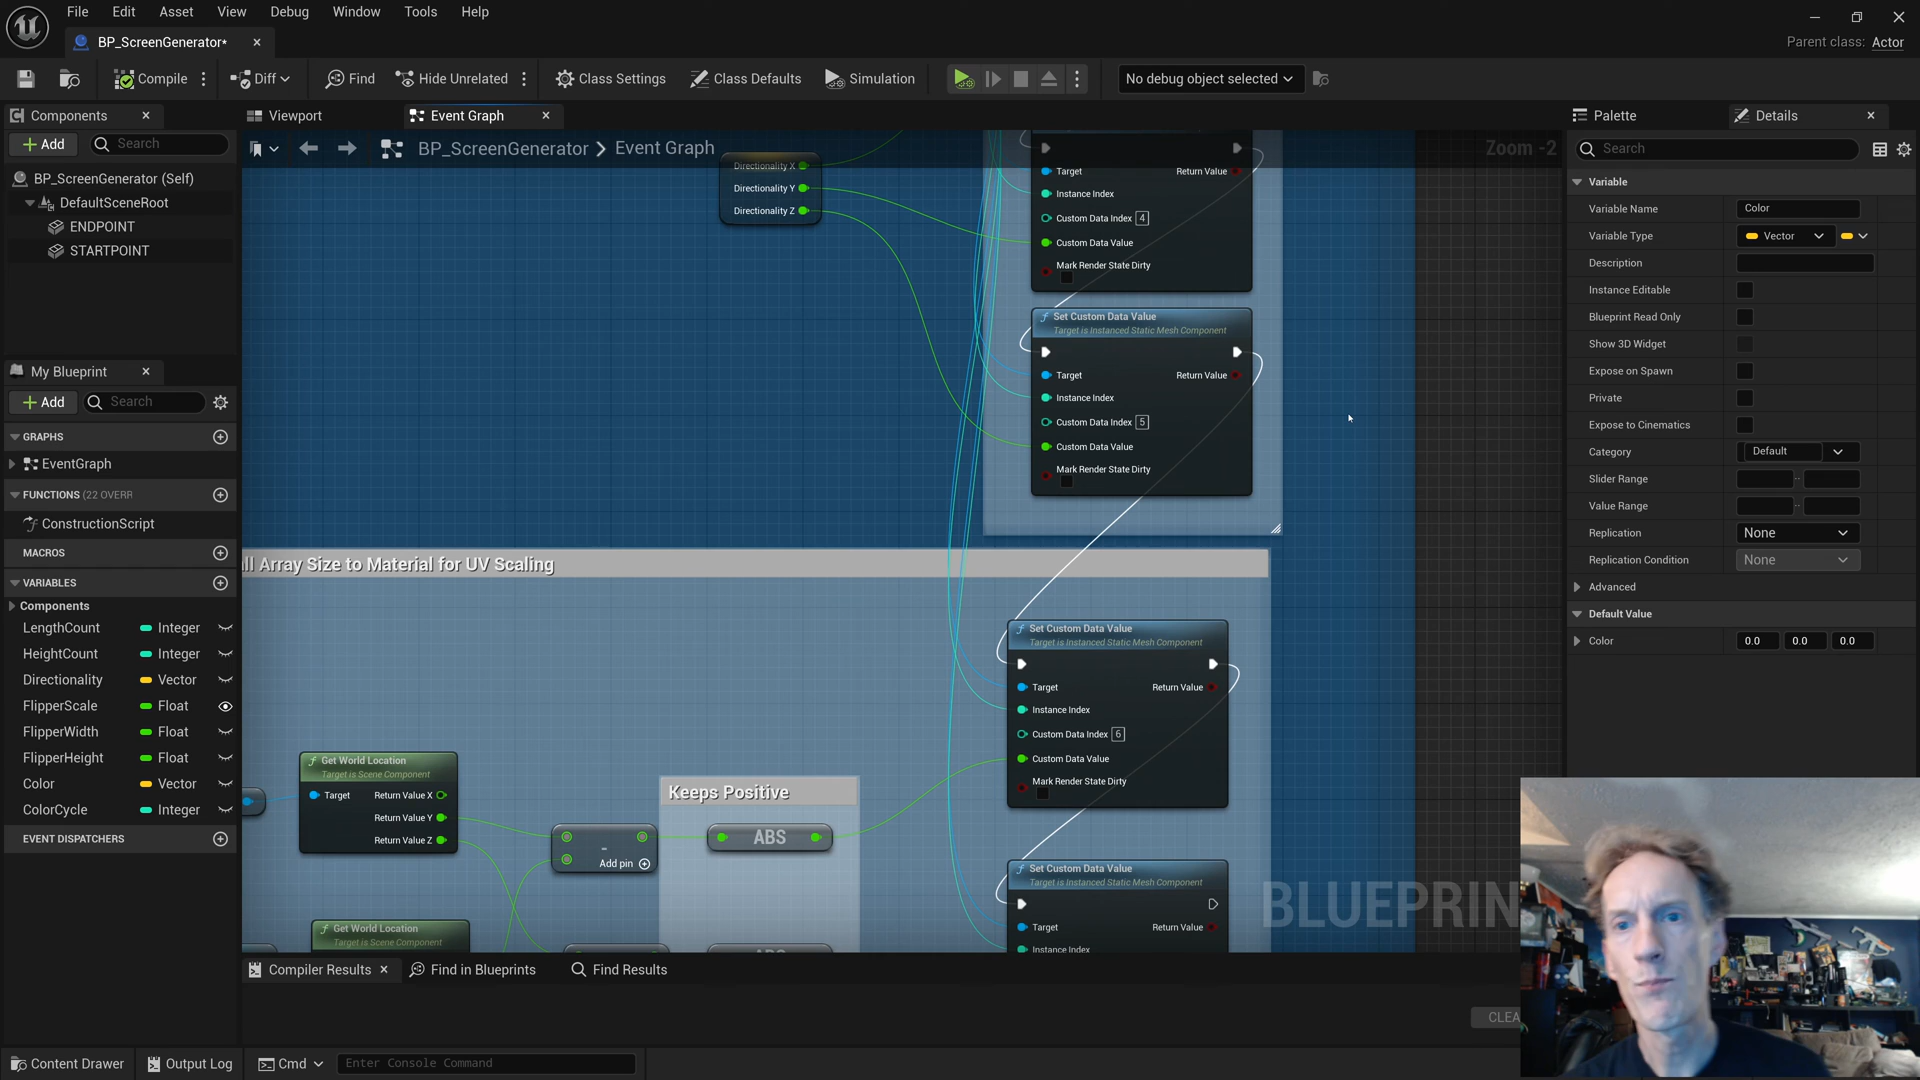 File Edit Asset View Debug Window Tools Help
BP_ScreenGenerator*
Parent class: Actor
Compile Diff Find Hide Unrelated Class Settings Class Defaults Simulation No debug object selected
Components
Add Search
BP_ScreenGenerator (Self)
DefaultSceneRoot
ENDPOINT
STARTPOINT
My Blueprint
Add Search
GRAPHS
EventGraph
FUNCTIONS (22 OVERR
ConstructionScript
MACROS
VARIABLES
Components
LengthCount Integer
HeightCount Integer
Directionality Vector
FlipperScale Float
FlipperWidth Float
FlipperHeight Float
Color Vector
ColorCycle Integer
EVENT DISPATCHERS
Viewport Event Graph
BP_ScreenGenerator > Event Graph
Zoom -2
Directionality X
Directionality Y
Directionality Z
Target Return Value
Instance Index
Custom Data Index 4
Custom Data Value
Mark Render State Dirty
Set Custom Data Value
Target is Instanced Static Mesh Component
Target Return Value
Instance Index
Custom Data Index 5
Custom Data Value
Mark Render State Dirty
ll Array Size to Material for UV Scaling
Set Custom Data Value
Target is Instanced Static Mesh Component
Target Return Value
Instance Index
Custom Data Index 6
Custom Data Value
Mark Render State Dirty
Get World Location
Target is Scene Component
Target Return Value X
Return Value Y
Return Value Z
-
Add pin
Keeps Positive
ABS
Set Custom Data Value
Target is Instanced Static Mesh Component
Target Return Value
Instance Index
Get World Location
Target is Scene Component
BLUEPRIN
Compiler Results Find in Blueprints Find Results
CLEA
Palette Details
Search
Variable
Variable Name Color
Variable Type Vector
Description
Instance Editable
Blueprint Read Only
Show 3D Widget
Expose on Spawn
Private
Expose to Cinematics
Category Default
Slider Range
Value Range
Replication None
Replication Condition None
Advanced
Default Value
Color 0.0 0.0 0.0
Content Drawer Output Log Cmd Enter Console Command